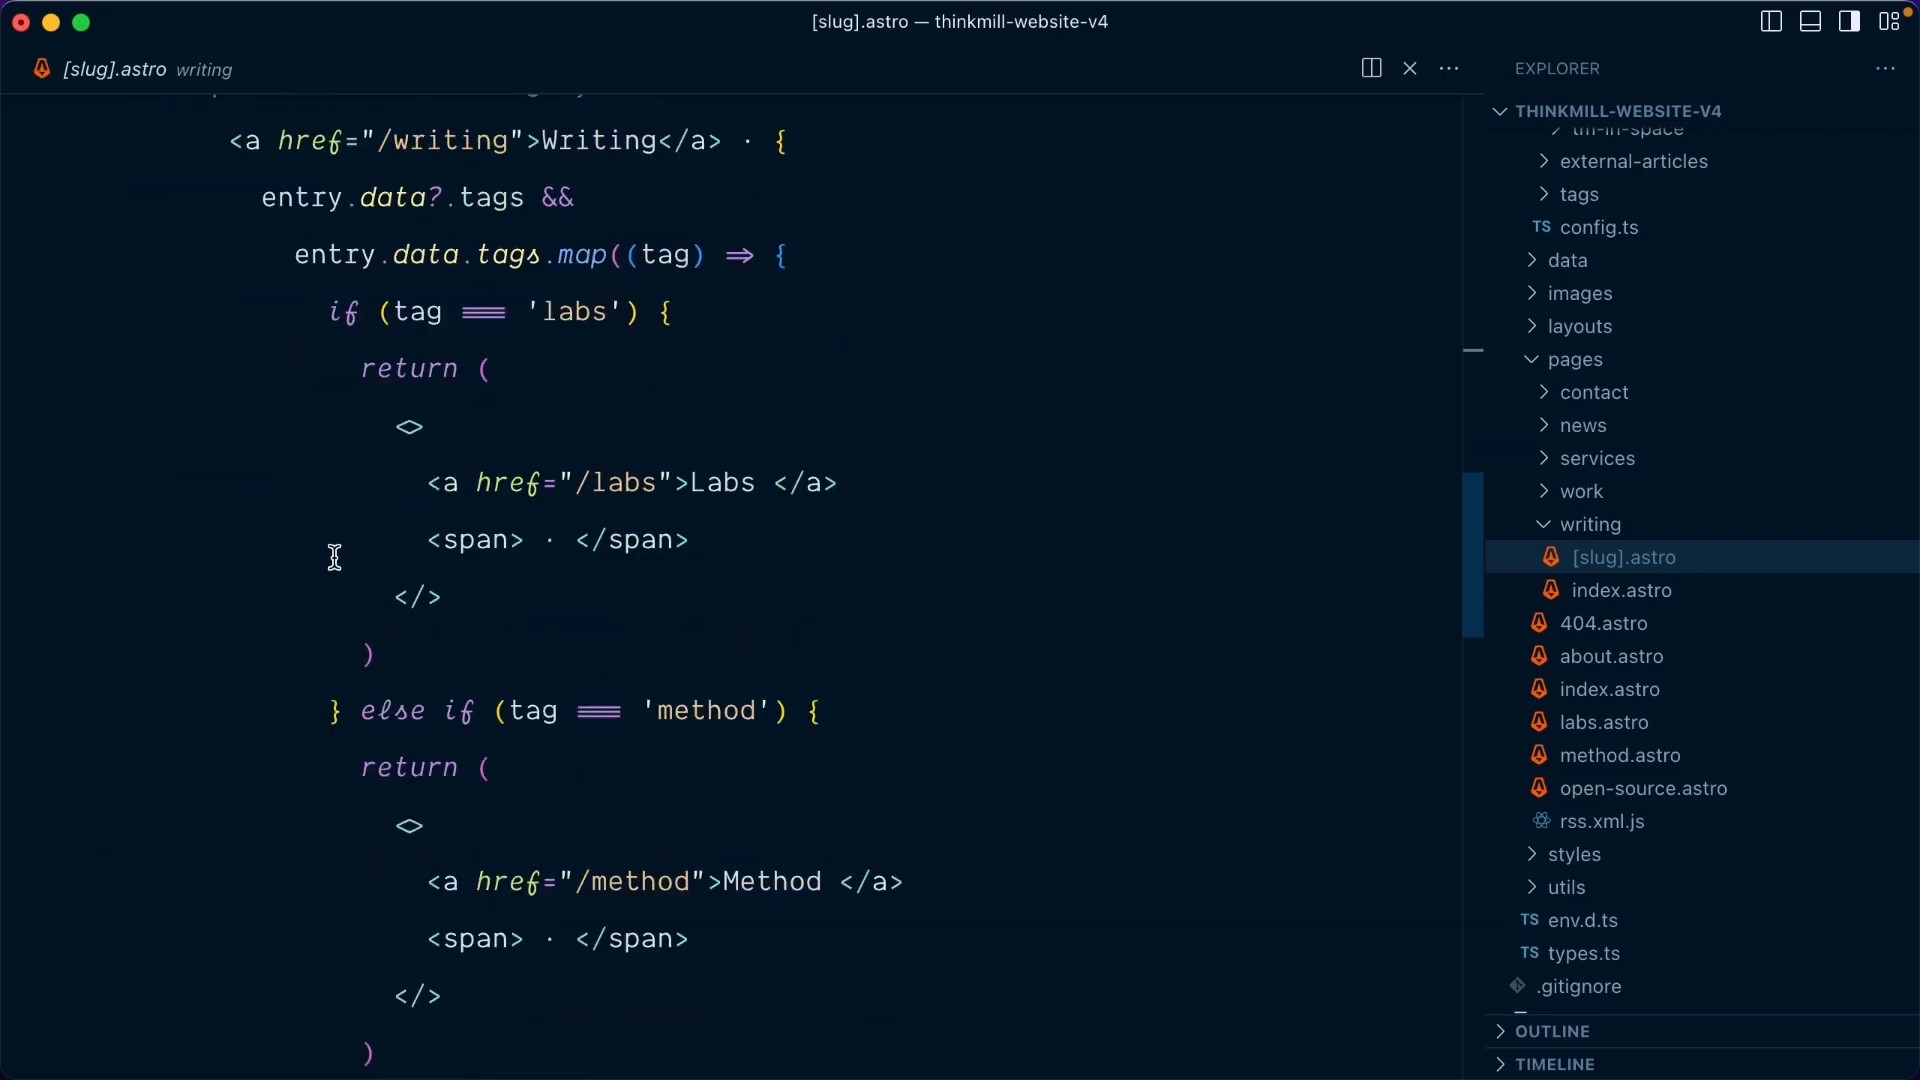 [slug].astro — thinkmill-website-v4
[slug].astro writing
<a href="/writing">Writing</a> · {
entry.data?.tags &&
entry.data.tags.map((tag) => {
if (tag === 'labs') {
return (
<>
<a href="/labs">Labs </a>
<span> · </span>
</>
)
} else if (tag === 'method') {
return (
<>
<a href="/method">Method </a>
<span> · </span>
</>
)
EXPLORER
THINKMILL-WEBSITE-V4
tm-in-space
external-articles
tags
TS config.ts
data
images
layouts
pages
contact
news
services
work
writing
[slug].astro
index.astro
404.astro
about.astro
index.astro
labs.astro
method.astro
open-source.astro
rss.xml.js
styles
utils
TS env.d.ts
TS types.ts
.gitignore
OUTLINE
TIMELINE